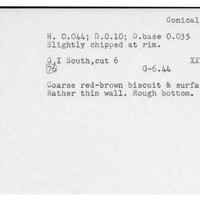 Conical
H. 0.044; D.0.10; D.base 0.035
Slightly chipped at rim.
G,I South,cut 6 XX
76 G-6.44
Coarse red-brown biscuit &
Rather thin wall. Rough bottom.